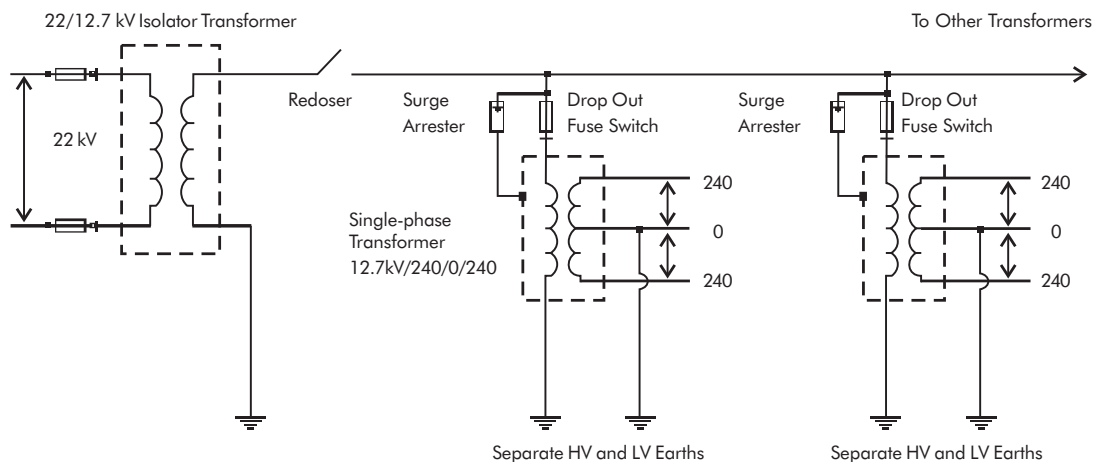 22/12.7 kV Isolator Transformer
To Other Transformers
22 kV
Redoser
Surge
Arrester
Drop Out
Fuse Switch
Surge
Arrester
Drop Out
Fuse Switch
Single-phase
Transformer
12.7kV/240/0/240
240
0
240
240
0
240
Separate HV and LV Earths
Separate HV and LV Earths